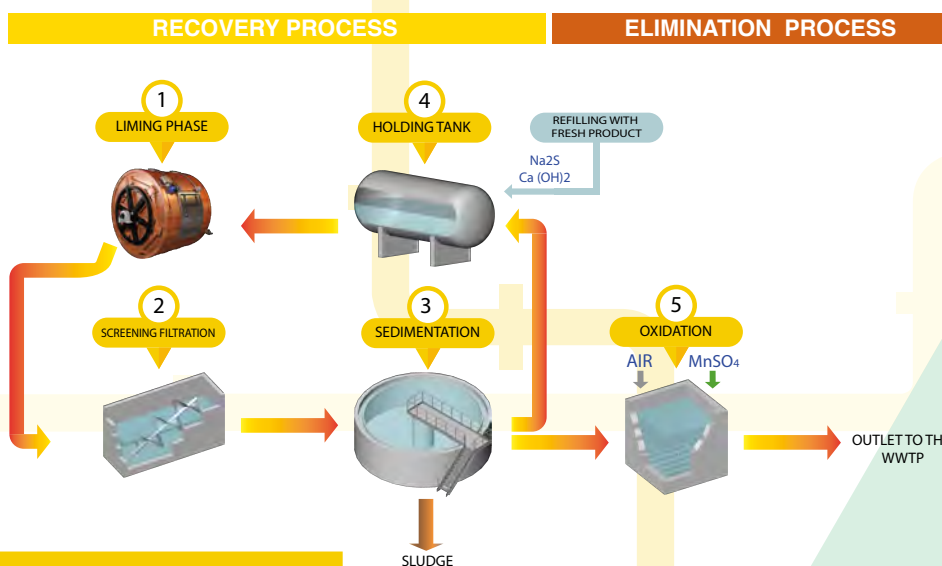 RECOVERY PROCESS
ELIMINATION PROCESS
1
LIMING PHASE
4
HOLDING TANK
REFILLING WITH
FRESH PRODUCT
Na2S
Ca (OH)2
2
SCREENING FILTRATION
3
SEDIMENTATION
5
OXIDATION
AIR
MnSO4
OUTLET TO TH
WWTP
SLUDGE